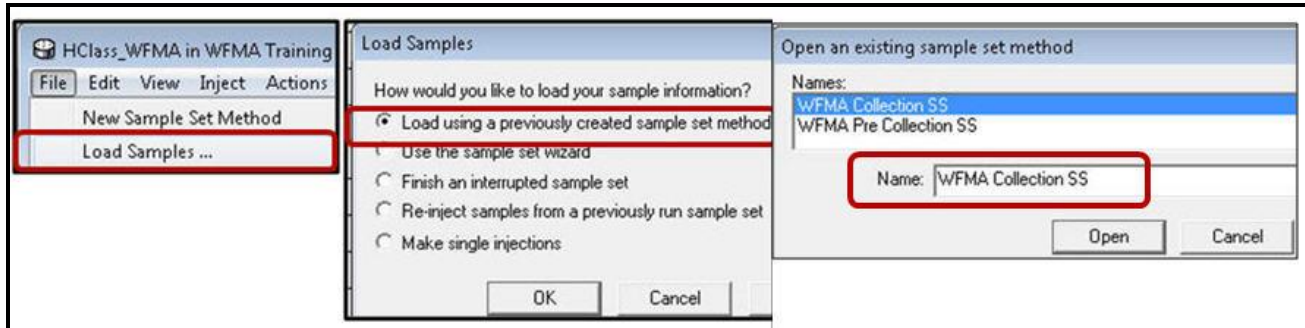 HClass_WFMA in WFMA Training
File Edit View Inject Actions
New Sample Set Method
Load Samples ...
Load Samples
How would you like to load your sample information?
Load using a previously created sample set method
Use the sample set wizard
Finish an interrupted sample set
Re-inject samples from a previously run sample set
Make single injections
OK Cancel
Open an existing sample set method
Names:
WFMA Collection SS
WFMA Pre Collection SS
Name: WFMA Collection SS
Open Cancel